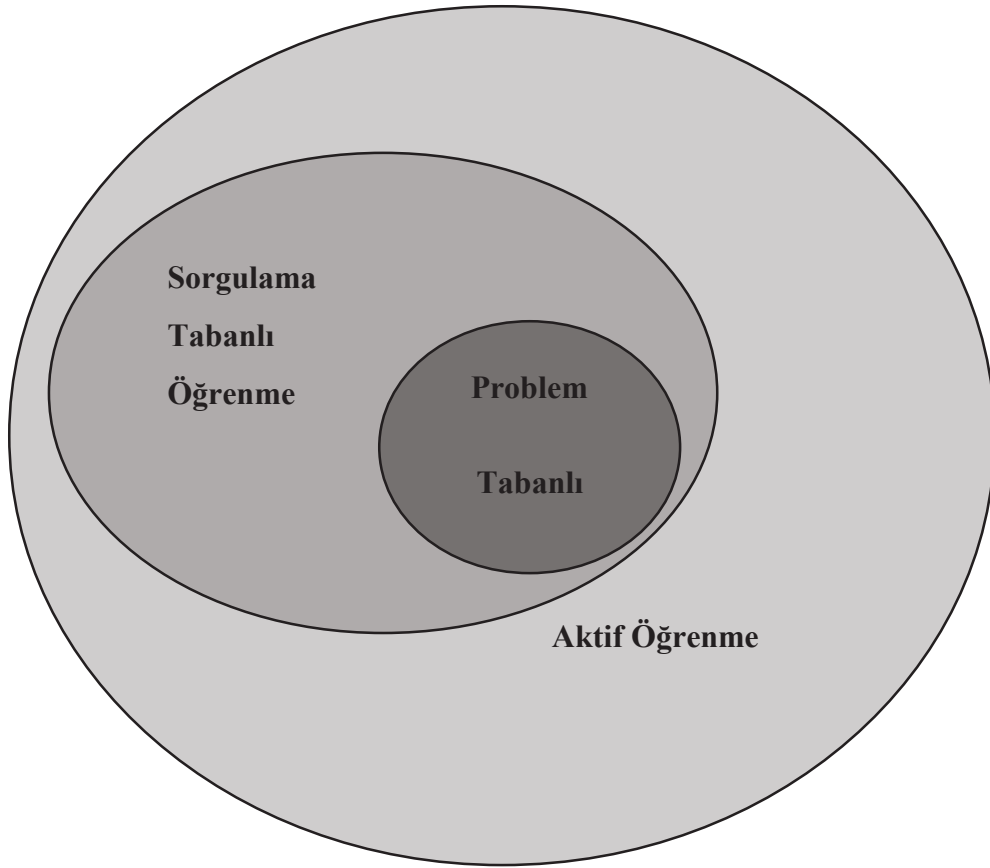 Sorgulama
Tabanlı
Öğrenme
Problem
Tabanlı
Aktif Öğrenme